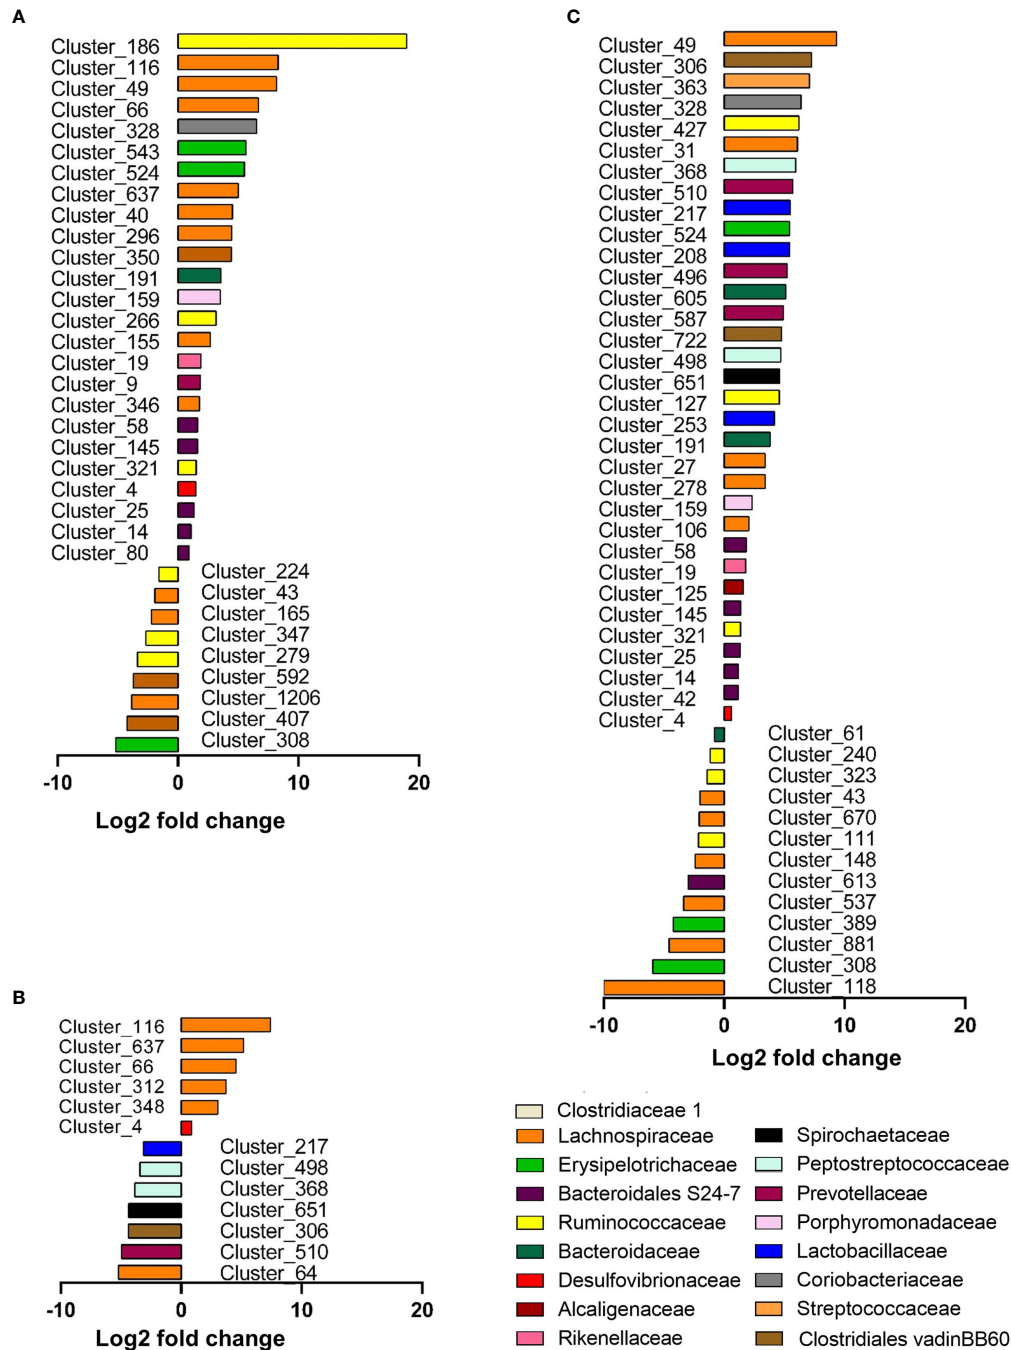 A
Cluster_186
Cluster_116
Cluster_49
Cluster_66
Cluster_328
Cluster_543
Cluster_524
Cluster_637
Cluster_40
Cluster_296
Cluster_350
Cluster_191
Cluster_159
Cluster_266
Cluster_155
Cluster_19
Cluster_9
Cluster_346
Cluster_58
Cluster_145
Cluster_321
Cluster_4
Cluster_25
Cluster_14
Cluster_80
Cluster_224
Cluster_43
Cluster_165
Cluster_347
Cluster_279
Cluster_592
Cluster_1206
Cluster_407
Cluster_308
-10 0 10 20
Log2 fold change
B
Cluster_116
Cluster_637
Cluster_66
Cluster_312
Cluster_348
Cluster_4
Cluster_217
Cluster_498
Cluster_368
Cluster_651
Cluster_306
Cluster_510
Cluster_64
-10 0 10 20
Log2 fold change
C
Cluster_49
Cluster_306
Cluster_363
Cluster_328
Cluster_427
Cluster_31
Cluster_368
Cluster_510
Cluster_217
Cluster_524
Cluster_208
Cluster_496
Cluster_605
Cluster_587
Cluster_722
Cluster_498
Cluster_651
Cluster_127
Cluster_253
Cluster_191
Cluster_27
Cluster_278
Cluster_159
Cluster_106
Cluster_58
Cluster_19
Cluster_125
Cluster_145
Cluster_321
Cluster_25
Cluster_14
Cluster_42
Cluster_4
Cluster_61
Cluster_240
Cluster_323
Cluster_43
Cluster_670
Cluster_111
Cluster_148
Cluster_613
Cluster_537
Cluster_389
Cluster_881
Cluster_308
Cluster_118
-10 0 10 20
Log2 fold change
Clostridiaceae 1
Lachnospiraceae
Erysipelotrichaceae
Bacteroidales S24-7
Ruminococcaceae
Bacteroidaceae
Desulfovibrionaceae
Alcaligenaceae
Rikenellaceae
Spirochaetaceae
Peptostreptococcaceae
Prevotellaceae
Porphyromonadaceae
Lactobacillaceae
Coriobacteriaceae
Streptococcaceae
Clostridiales vadinBB60